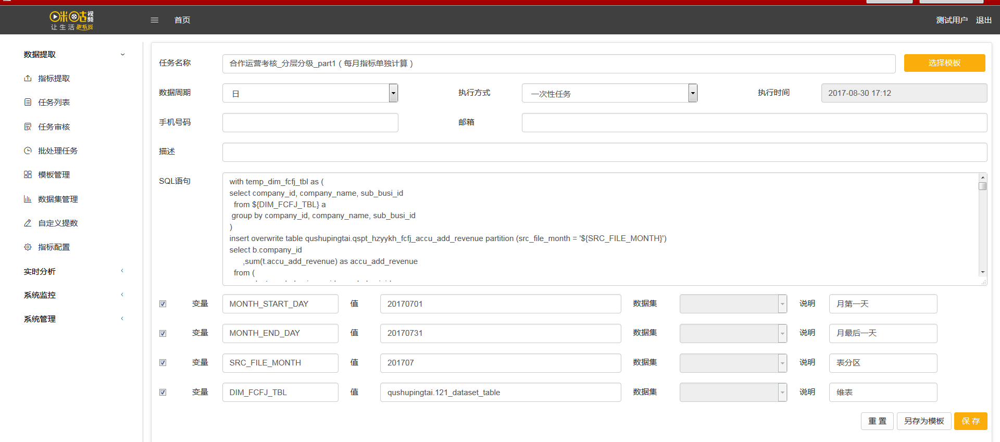 咪咕视频
让生活更有戏
首页
测试用户 退出
数据提取
指标提取
任务列表
任务审核
批处理任务
模板管理
数据集管理
自定义提数
指标配置
实时分析
系统监控
系统管理
任务名称 合作运营考核_分层分级_part1（每月指标单独计算） 选择模板
数据周期 日 执行方式 一次性任务 执行时间 2017-08-30 17:12
手机号码 邮箱
描述
SQL语句
with temp_dim_fcfj_tbl as (
select company_id, company_name, sub_busi_id
from ${DIM_FCFJ_TBL} a
group by company_id, company_name, sub_busi_id
)
insert overwrite table qushupingtai.qspt_hzyykh_fcfj_accu_add_revenue partition (src_file_month = '${SRC_FILE_MONTH}')
select b.company_id
,sum(t.accu_add_revenue) as accu_add_revenue
from (
变量 MONTH_START_DAY 值 20170701 数据集 说明 月第一天
变量 MONTH_END_DAY 值 20170731 数据集 说明 月最后一天
变量 SRC_FILE_MONTH 值 201707 数据集 说明 表分区
变量 DIM_FCFJ_TBL 值 qushupingtai.121_dataset_table 数据集 说明 维表
重 置 另存为模板 保 存